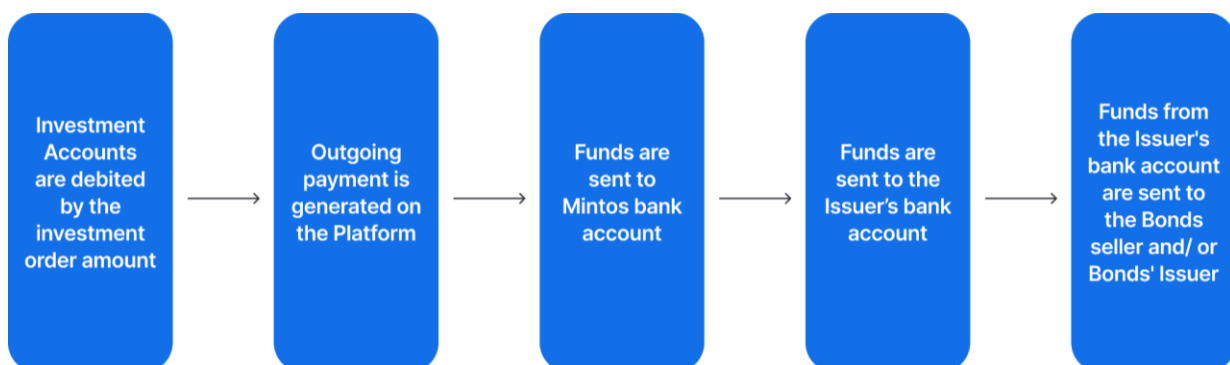 Investment
Accounts
are debited
by the
investment
order amount
Outgoing
payment is
generated on
the Platform
Funds are
sent to
Mintos bank
account
Funds are
sent to the
Issuer’s bank
account
Funds from
the Issuer's
bank account
are sent to
the Bonds
seller and/ or
Bonds' Issuer